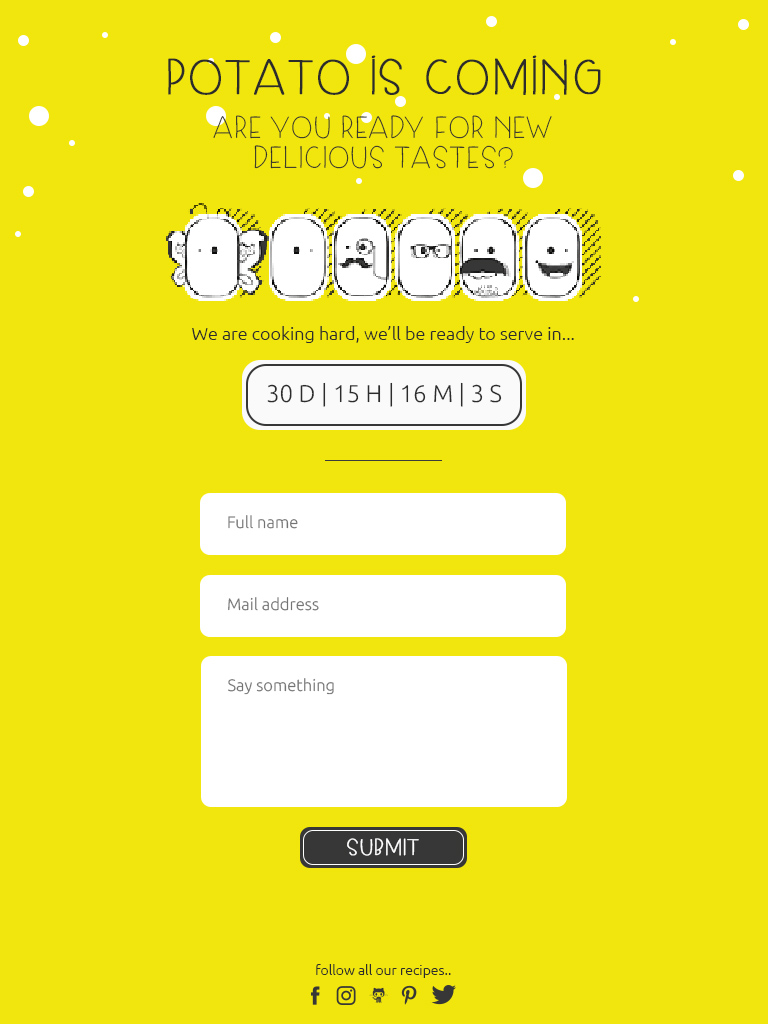 POTATO IS COMING
ARE YOU READY FOR NEW
DELICIOUS TASTES?
We are cooking hard, we'll be ready to serve in...
30 D | 15 H | 16 M | 3 S
Full name
Mail address
Say something
SUBMIT
follow all our recipes..